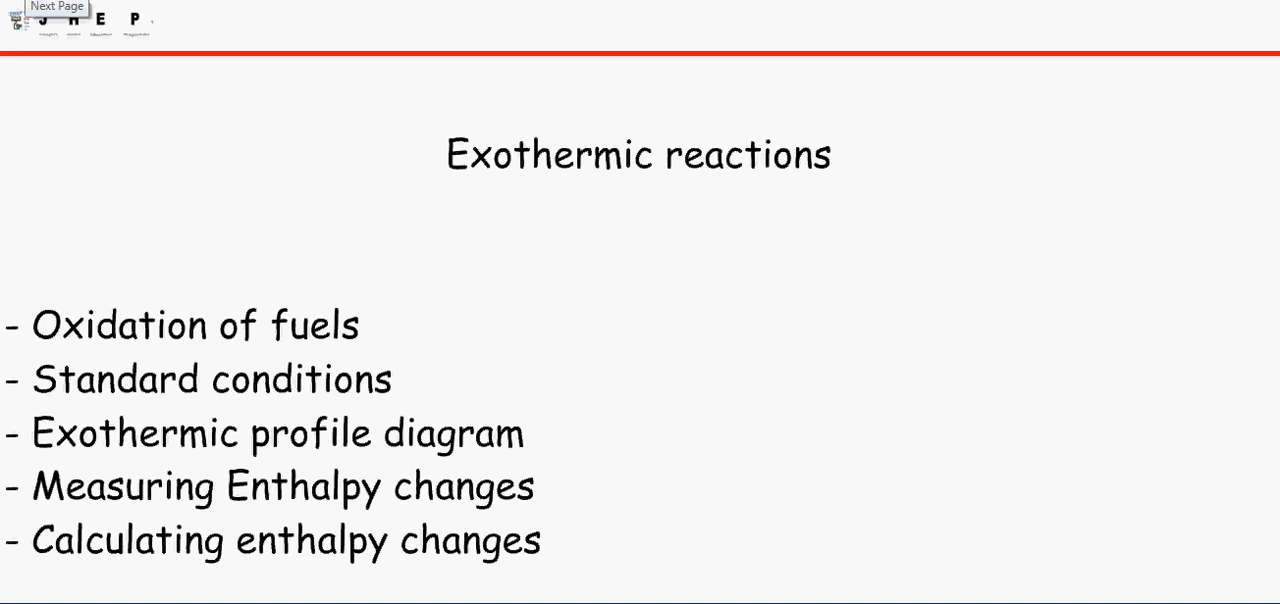 Next Page
J H E P
Exothermic reactions
- Oxidation of fuels
- Standard conditions
- Exothermic profile diagram
- Measuring Enthalpy changes
- Calculating enthalpy changes